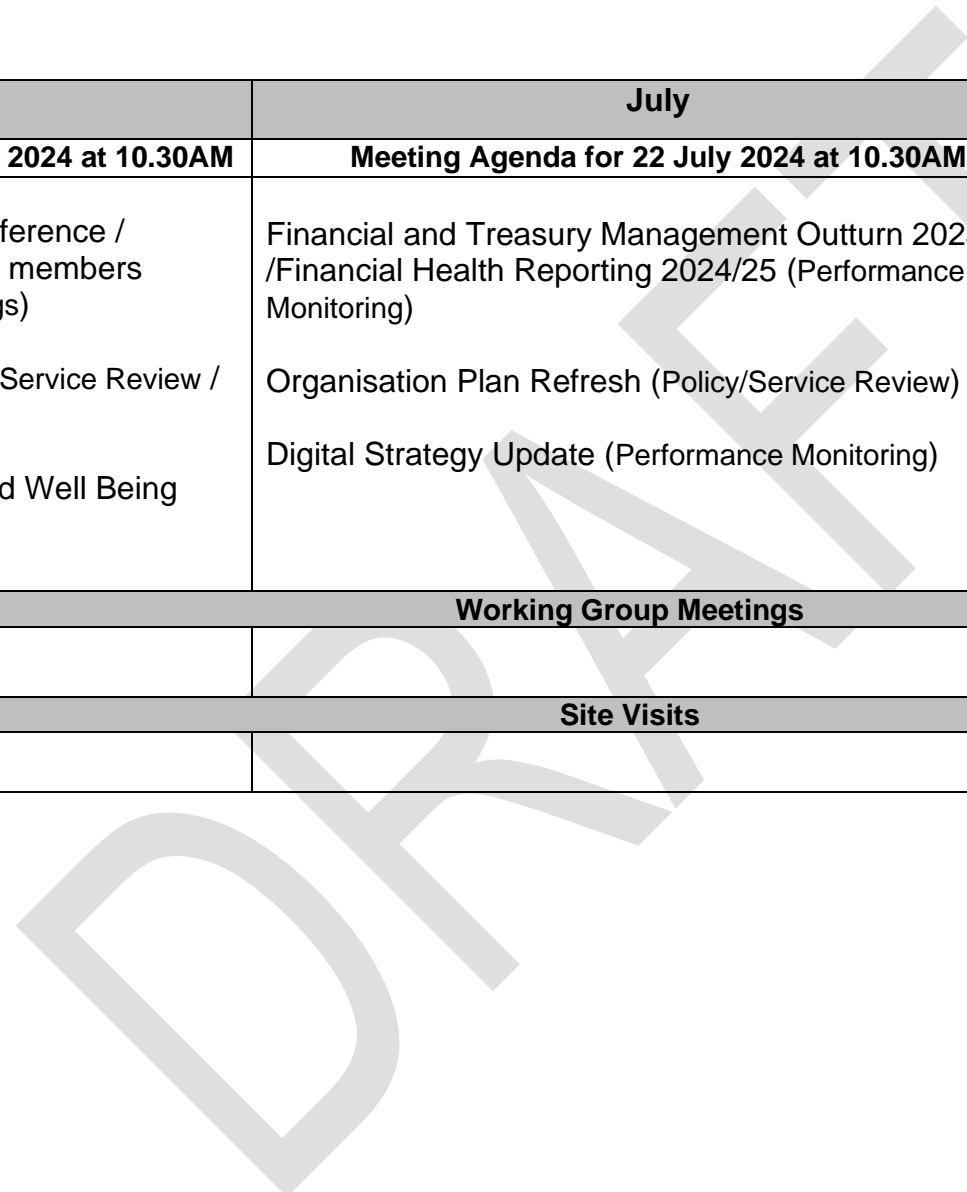 July
2024 at 10.30AM
Meeting Agenda for 22 July 2024 at 10.30AM
ference /
members
gs)
Service Review /
d Well Being
Financial and Treasury Management Outturn 202
/Financial Health Reporting 2024/25 (Performance
Monitoring)
Organisation Plan Refresh (Policy/Service Review)
Digital Strategy Update (Performance Monitoring)
Working Group Meetings
Site Visits
DRAFT